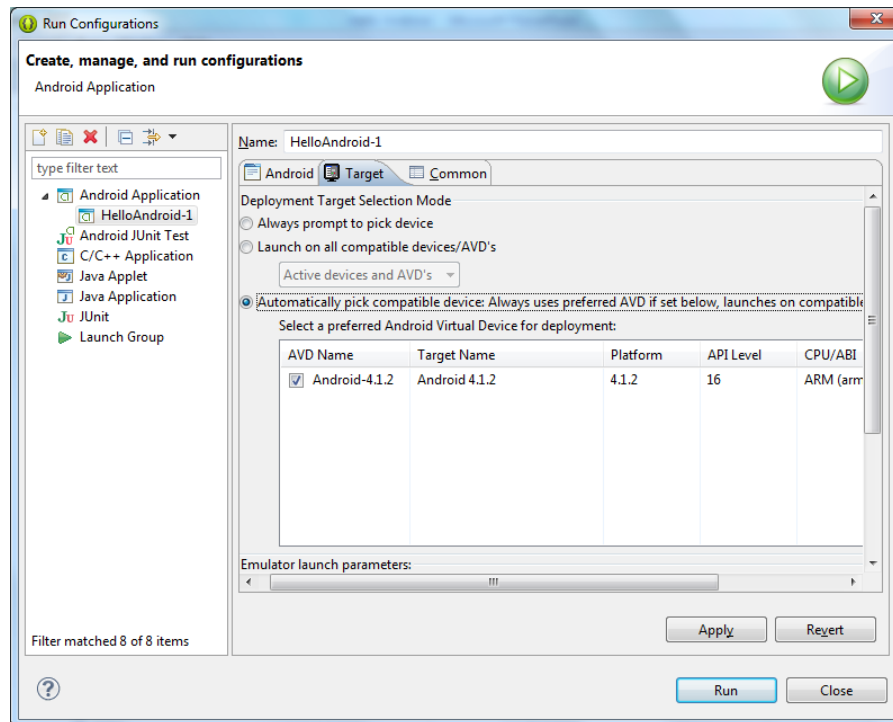 Run Configurations
Create, manage, and run configurations
Android Application
type filter text
Android Application
HelloAndroid-1
Android JUnit Test
C/C++ Application
Java Applet
Java Application
JUnit
Launch Group
Filter matched 8 of 8 items
Name: HelloAndroid-1
Android Target Common
Deployment Target Selection Mode
Always prompt to pick device
Launch on all compatible devices/AVD's
Active devices and AVD's
Automatically pick compatible device: Always uses preferred AVD if set below, launches on compatible
Select a preferred Android Virtual Device for deployment:
AVD Name Target Name Platform API Level CPU/ABI
Android-4.1.2 Android 4.1.2 4.1.2 16 ARM (arm
Emulator launch parameters:
Apply Revert
Run Close